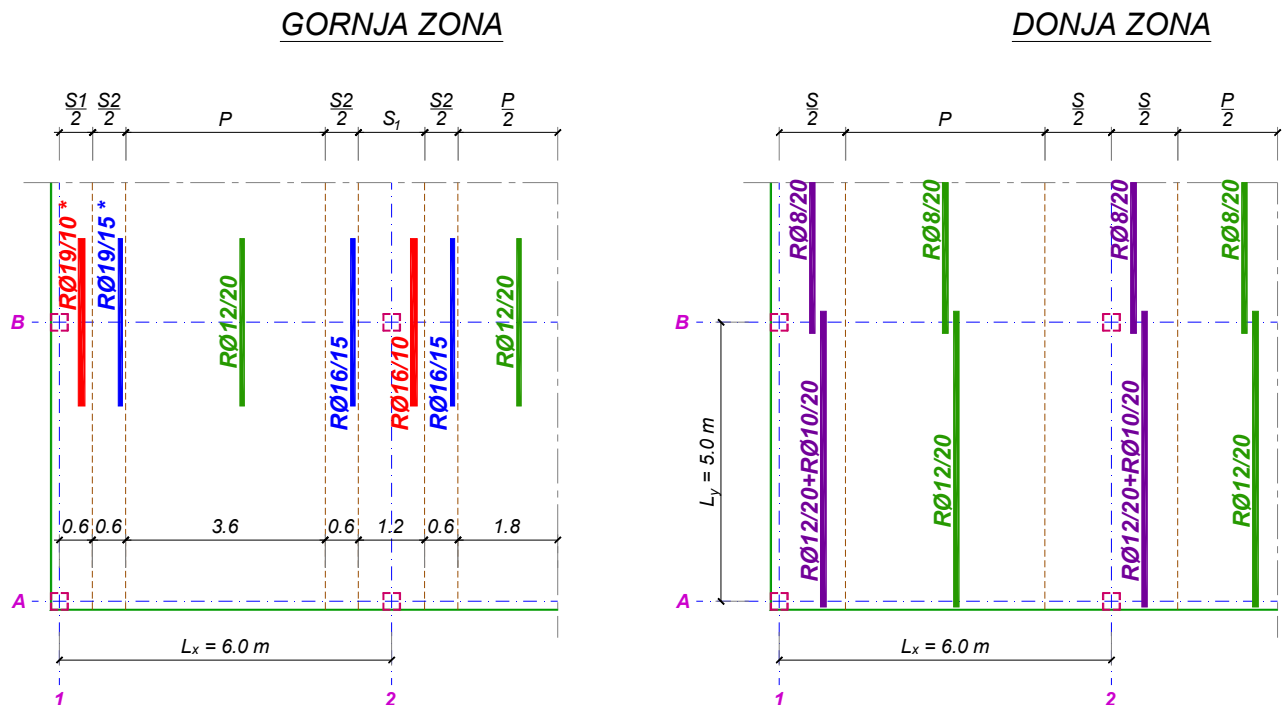 GORNJA ZONA
S1/2 S2/2 P S2/2 S₁ S2/2 P/2
RØ19/10 *
RØ19/15 *
RØ12/20
RØ16/15
RØ16/10
RØ16/15
RØ12/20
B
0.6 0.6 3.6 0.6 1.2 0.6 1.8
A
Lₓ = 6.0 m
1 2
DONJA ZONA
S/2 P S/2 S/2 P/2
RØ8/20
RØ8/20
RØ8/20
RØ8/20
B
Ly = 5.0 m
RØ12/20+RØ10/20
RØ12/20
RØ12/20+RØ10/20
RØ12/20
A
Lₓ = 6.0 m
1 2